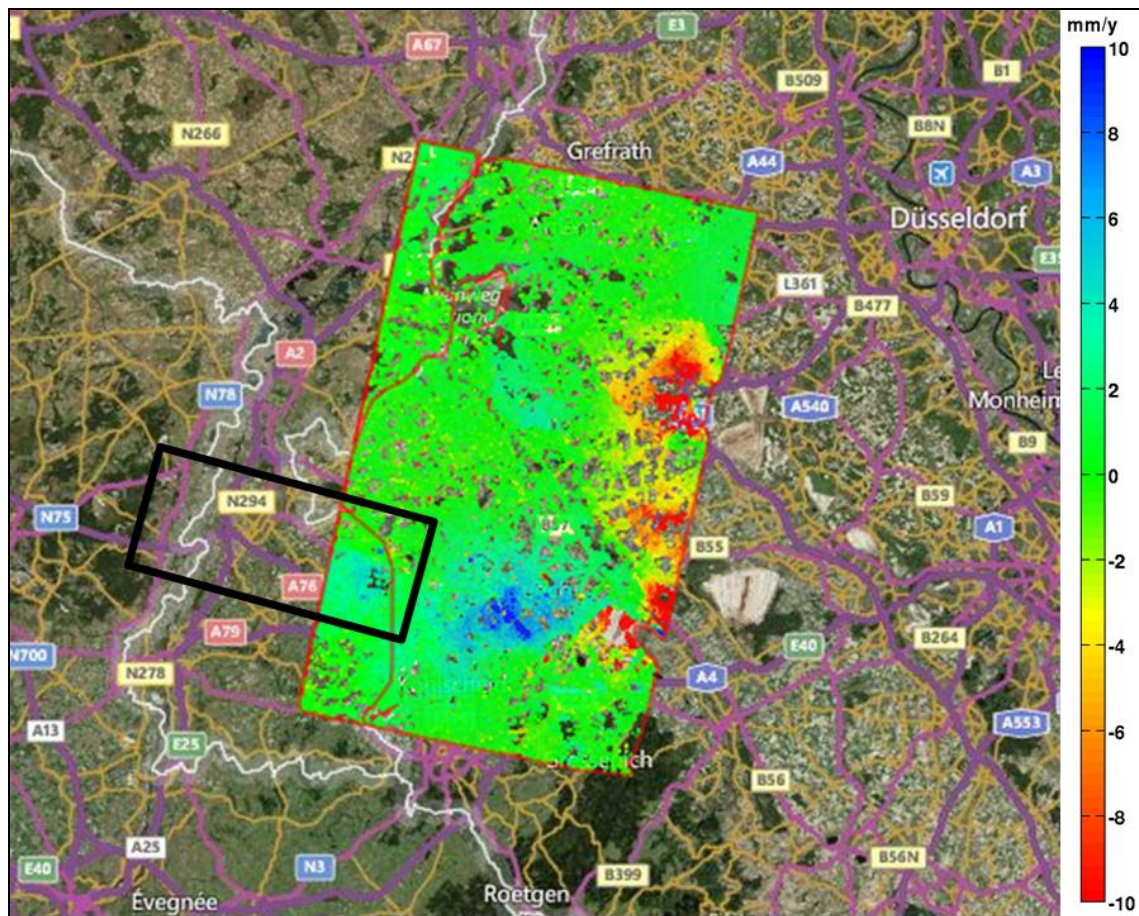 mm/y
10
8
6
4
2
0
-2
-4
-6
-8
-10
E3
A67
B1
B509
N266
B8N
N2
Grefrath
A44
A3
Düsseldorf
L361
B477
A2
N78
A540
Monheim
B9
N294
B59
N75
A1
B55
A76
A79
B264
E40
N700
N278
A4
A13
A553
E25
B56
A25
B56N
E40
N3
B399
Roetgen
Évegnée